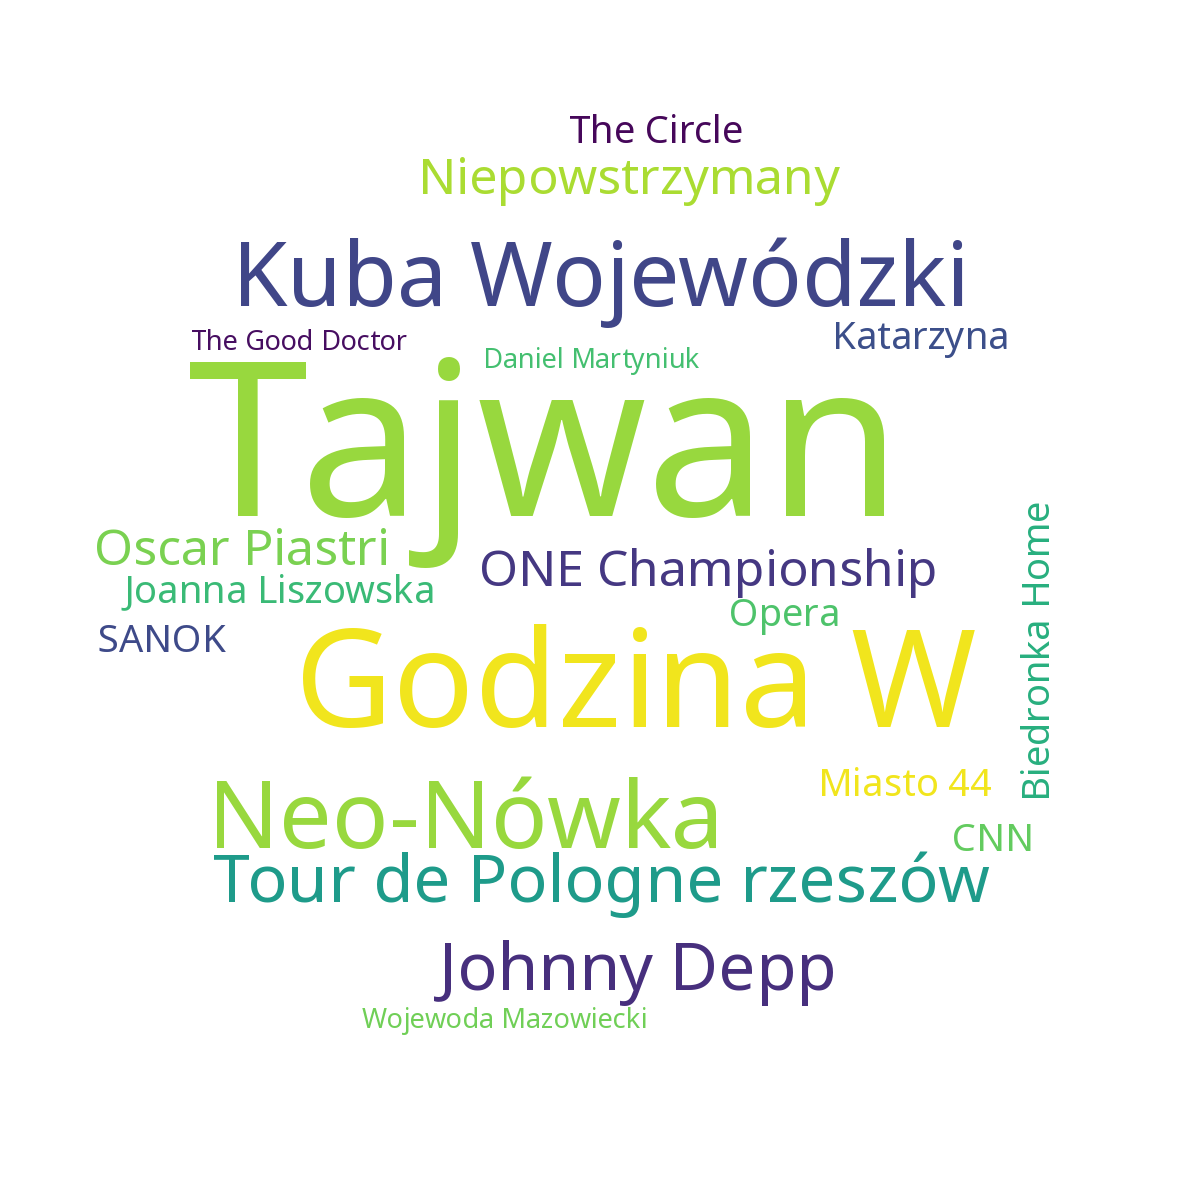 The Circle
Niepowstrzymany
Kuba Wojewódzki
The Good Doctor
Katarzyna
Daniel Martyniuk
Tajwan
Oscar Piastri
ONE Championship
Joanna Liszowska
Opera
SANOK
Godzina W
Biedronka Home
Miasto 44
Neo-Nówka
CNN
Tour de Pologne rzeszów
Johnny Depp
Wojewoda Mazowiecki